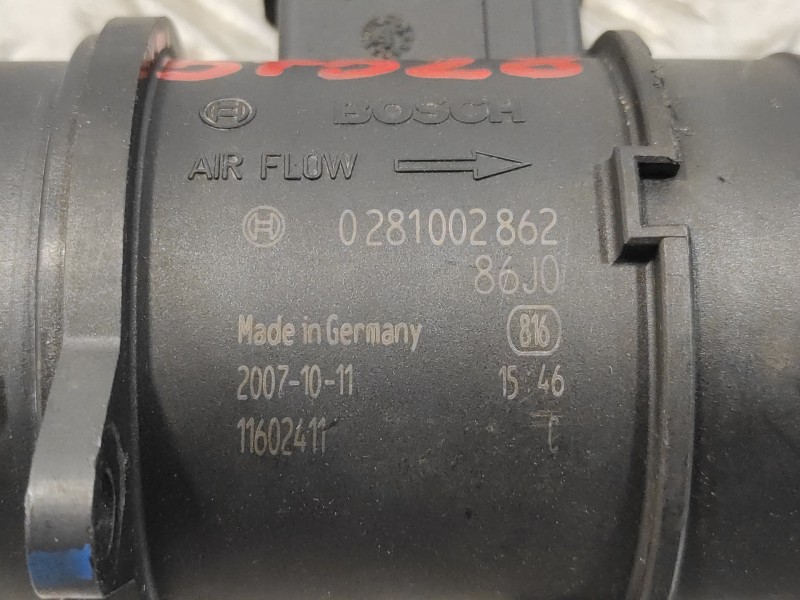 BOSCH
AIR FLOW
0 281 002 862
86J0
Made in Germany
816
2007-10-11
15 46
11602411
C